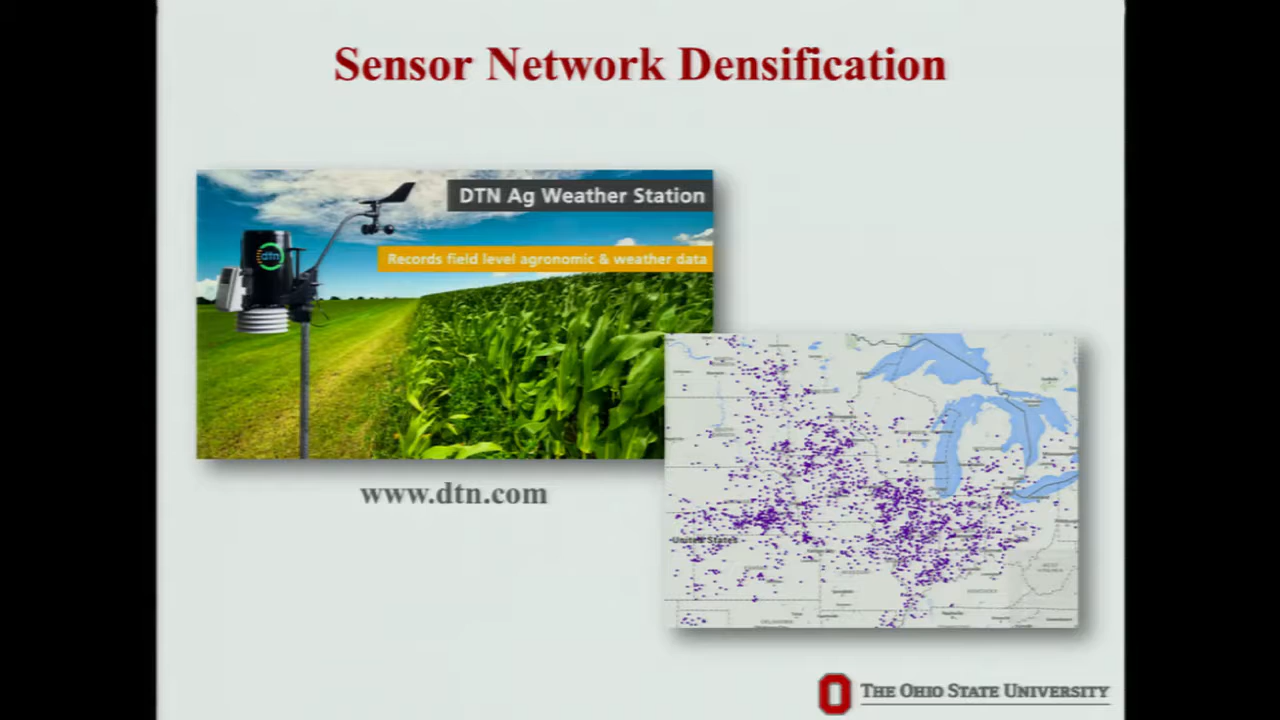 Sensor Network Densification
DTN Ag Weather Station
Records field level agronomic & weather data
dtn
www.dtn.com
United States
THE OHIO STATE UNIVERSITY